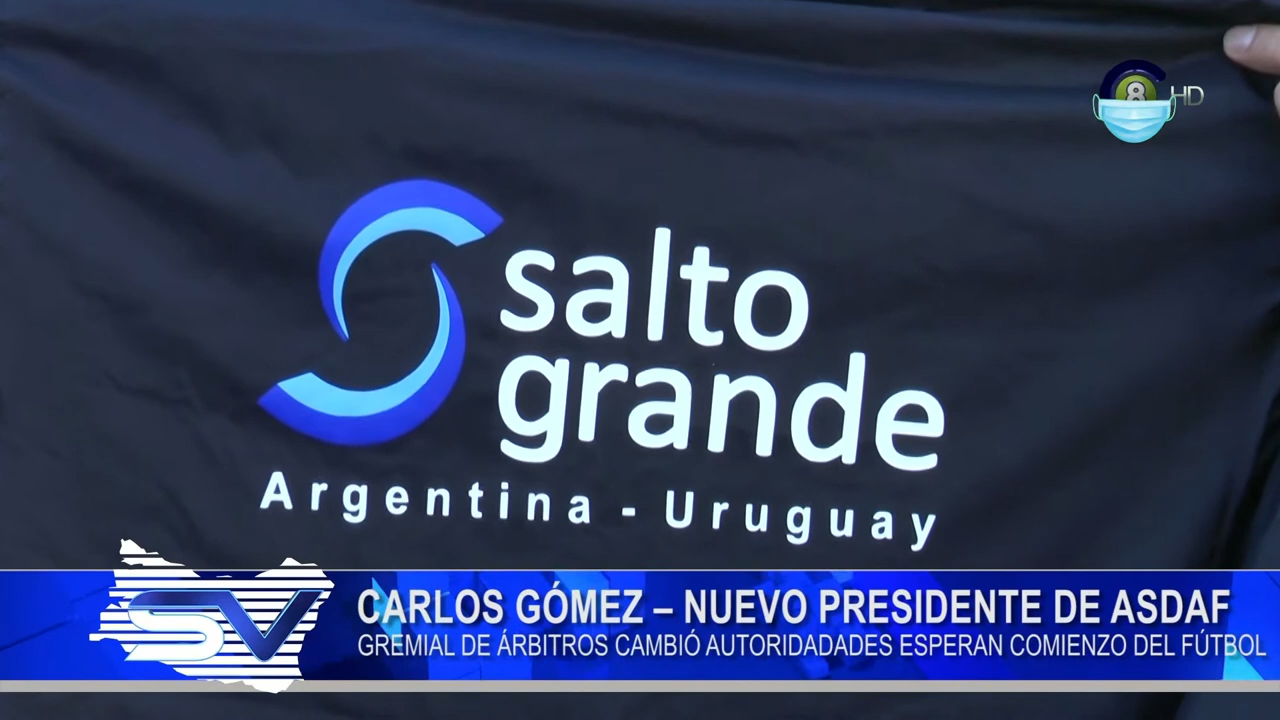 8 HD
salto
grande
Argentina - Uruguay
SV
CARLOS GÓMEZ – NUEVO PRESIDENTE DE ASDAF
GREMIAL DE ÁRBITROS CAMBIÓ AUTORIDADADES ESPERAN COMIENZO DEL FÚTBOL